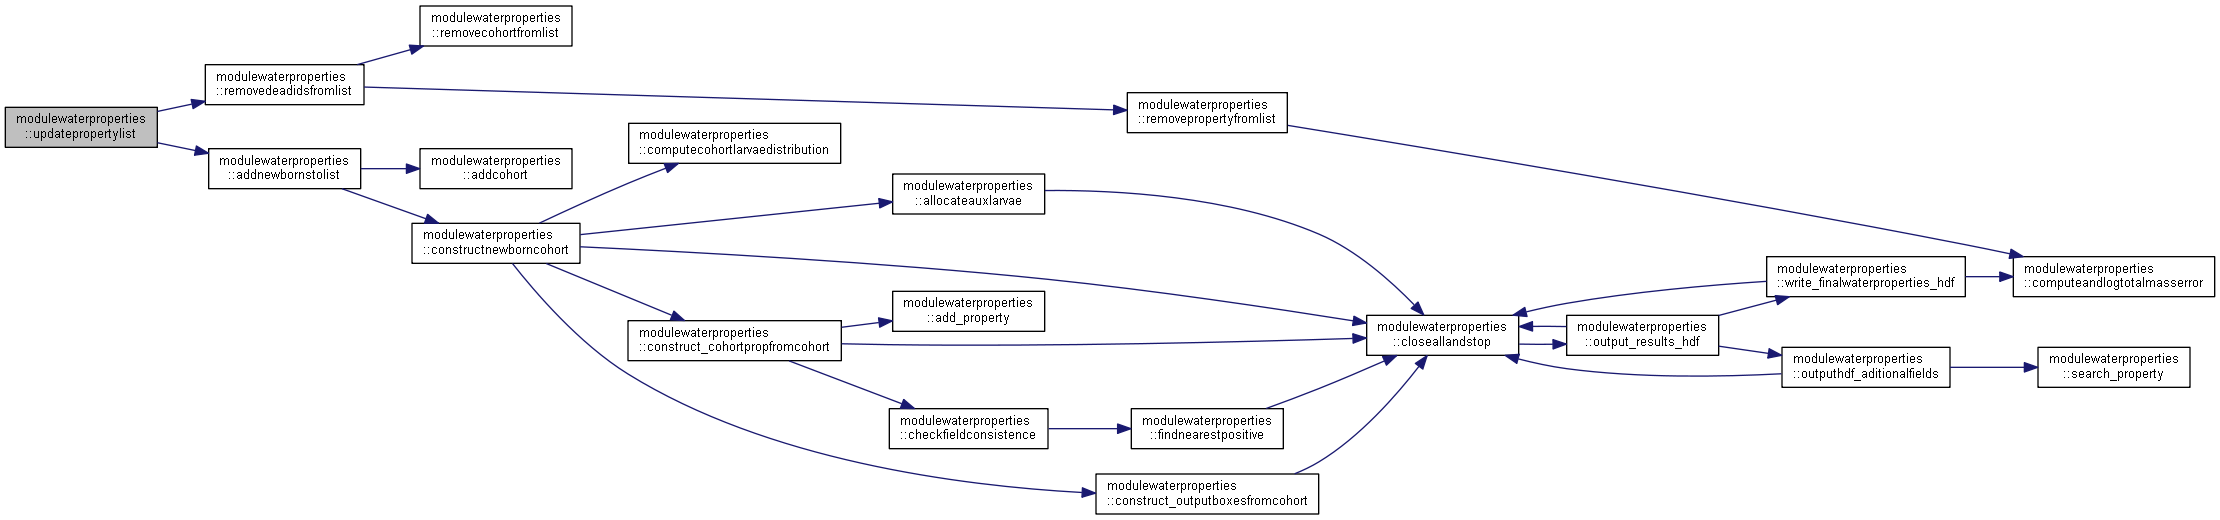 modulewaterproperties
::removecohortfromlist
modulewaterproperties
::removedeadidsfromlist
modulewaterproperties
::removepropertyfromlist
modulewaterproperties
::updatepropertylist
modulewaterproperties
::computecohortlarvaedistribution
modulewaterproperties
::addnewbornstolist
modulewaterproperties
::addcohort
modulewaterproperties
::allocateauxlarvae
modulewaterproperties
::constructnewborncohort
modulewaterproperties
::write_finalwaterproperties_hdf
modulewaterproperties
::computeandlogtotalmasserror
modulewaterproperties
::add_property
modulewaterproperties
::construct_cohortpropfromcohort
modulewaterproperties
::closeallandstop
modulewaterproperties
::output_results_hdf
modulewaterproperties
::outputhdf_aditionalfields
modulewaterproperties
::search_property
modulewaterproperties
::checkfieldconsistence
modulewaterproperties
::findnearestpositive
modulewaterproperties
::construct_outputboxesfromcohort